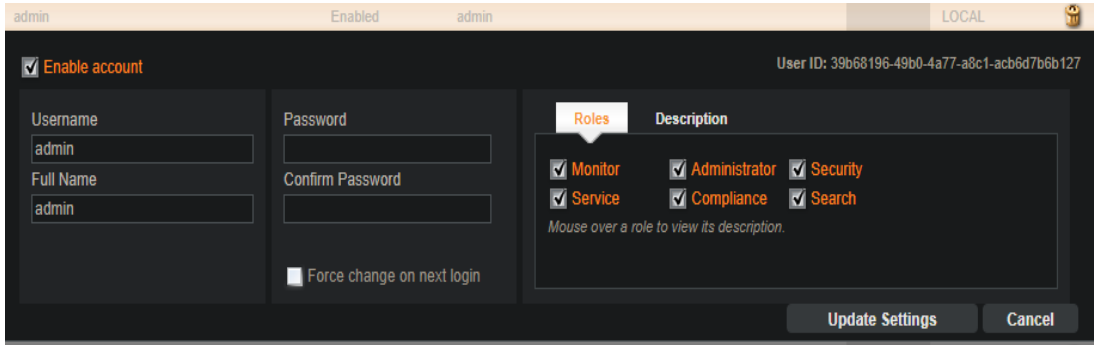 admin Enabled admin LOCAL
Enable account User ID: 39b68196-49b0-4a77-a8c1-acb6d7b6b127
Username Password Roles Description
admin
Full Name Confirm Password Monitor Administrator Security
admin Service Compliance Search
Mouse over a role to view its description.
Force change on next login
Update Settings Cancel